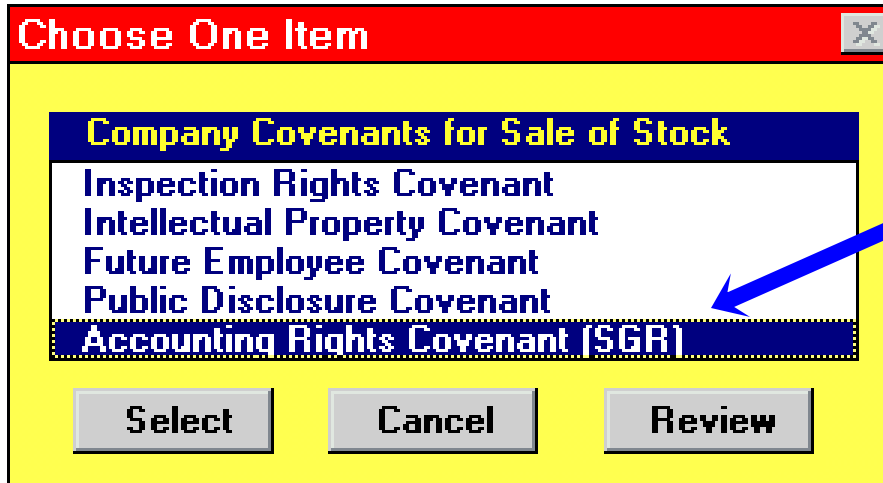 Choose One Item
Company Covenants for Sale of Stock
Inspection Rights Covenant
Intellectual Property Covenant
Future Employee Covenant
Public Disclosure Covenant
Accounting Rights Covenant (SGR)
Select Cancel Review